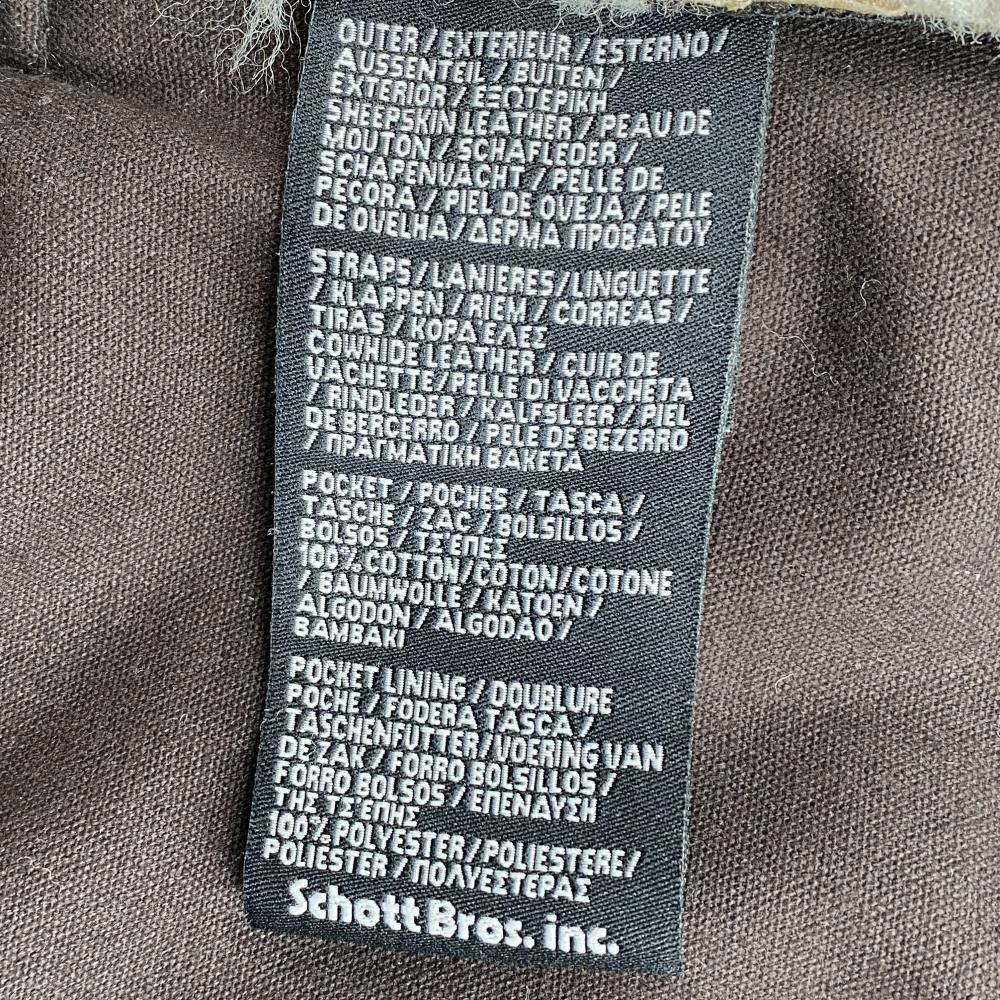 OUTER / EXTERIEUR / ESTERNO /
AUSSENTEIL / BUITEN /
EXTERIOR / ΕΞΩΤΕΡΙΚΗ
SHEEPSKIN LEATHER / PEAU DE
MOUTON / SCHAFLEDER /
SCHAPENVACHT / PELLE DE
PECORA / PIEL DE OVEJA / PELE
DE OVELHA / ΔΕΡΜΑ ΠΡΟΒΑΤΟΥ
STRAPS / LANIERES / LINGUETTE
/ KLAPPEN / RIEM / CORREAS /
TIRAS / ΚΟΡΔΕΛΕΣ
COWHIDE LEATHER / CUIR DE
VACHETTE / PELLE DI VACCHETA
/ RINDLEDER / KALFSLEER / PIEL
DE BERCERRO / PELE DE BEZERRO
/ ΠΡΑΓΜΑΤΙΚΗ ΒΑΚΕΤΑ
POCKET / POCHES / TASCA /
TASCHE / ZAC / BOLSILLOS /
BOLSOS / ΤΣΈΠΕΣ
100% COTTON / COTON / COTONE
/ BAUMWOLLE / KATOEN /
ALGODON / ALGODAO /
BAMBAKI
POCKET LINING / DOUBLURE
POCHE / FODERA TASCA /
TASCHENFUTTER / VOERING VAN
DE ZAK / FORRO BOLSILLOS /
FORRO BOLSOS / ΕΠΕΝΔΥΣΗ
ΤΗΣ ΤΣΈΠΗΣ
100% POLYESTER / POLIESTERE /
POLIESTER / ΠΟΛΥΕΣΤΕΡΑΣ
Schott Bros. inc.